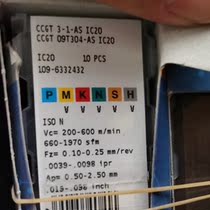 CCGT 3-1-AS IC20
CCGT 09T304-AS IC20
IC20 10 PCS
109-6332432
P M K N S H
V V V V V
ISO N
Vc= 200-600 m/min
660-1970 sfm
Fz= 0.10-0.25 mm/rev
.0039-.0098 ipr
Ap= 0.50-2.50 mm
.019-.098 inch